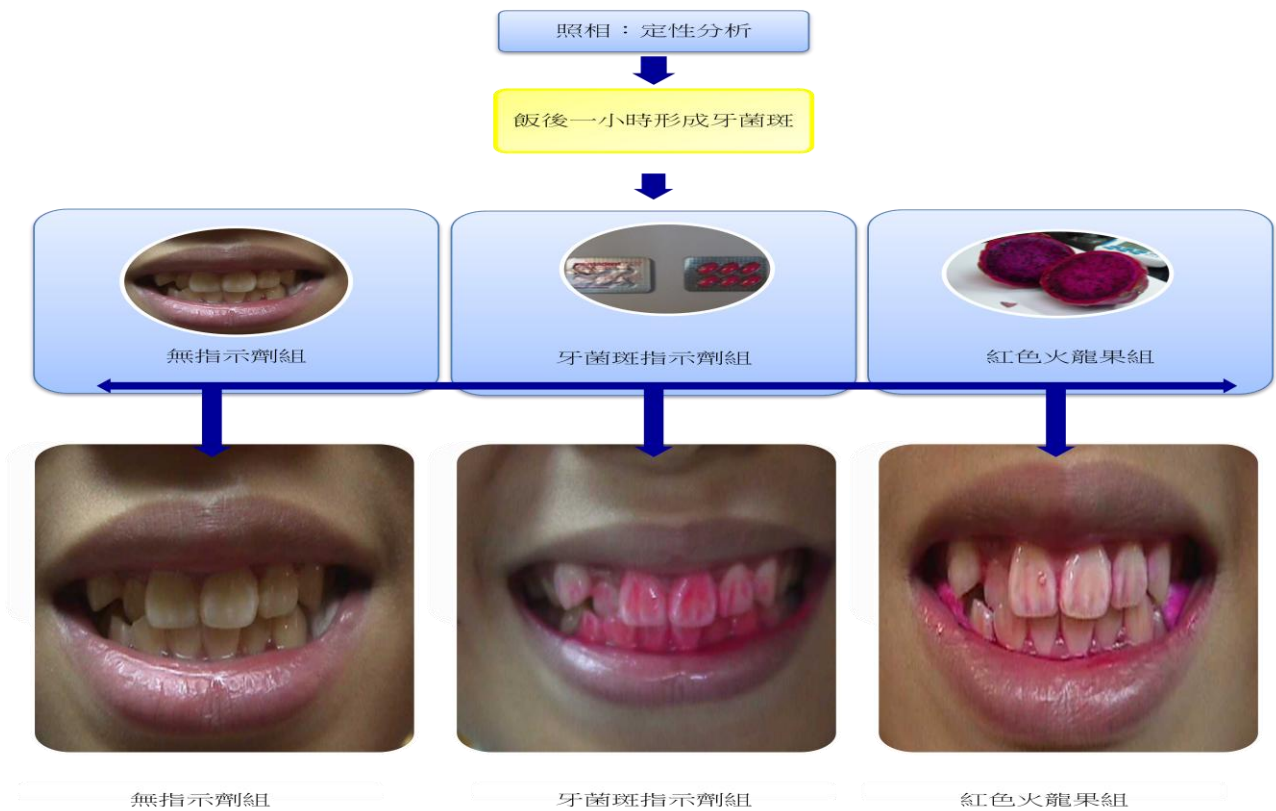 照相：定性分析
飯後一小時形成牙菌斑
無指示劑組
牙菌斑指示劑組
紅色火龍果組
無指示劑組
牙菌斑指示劑組
紅色火龍果組